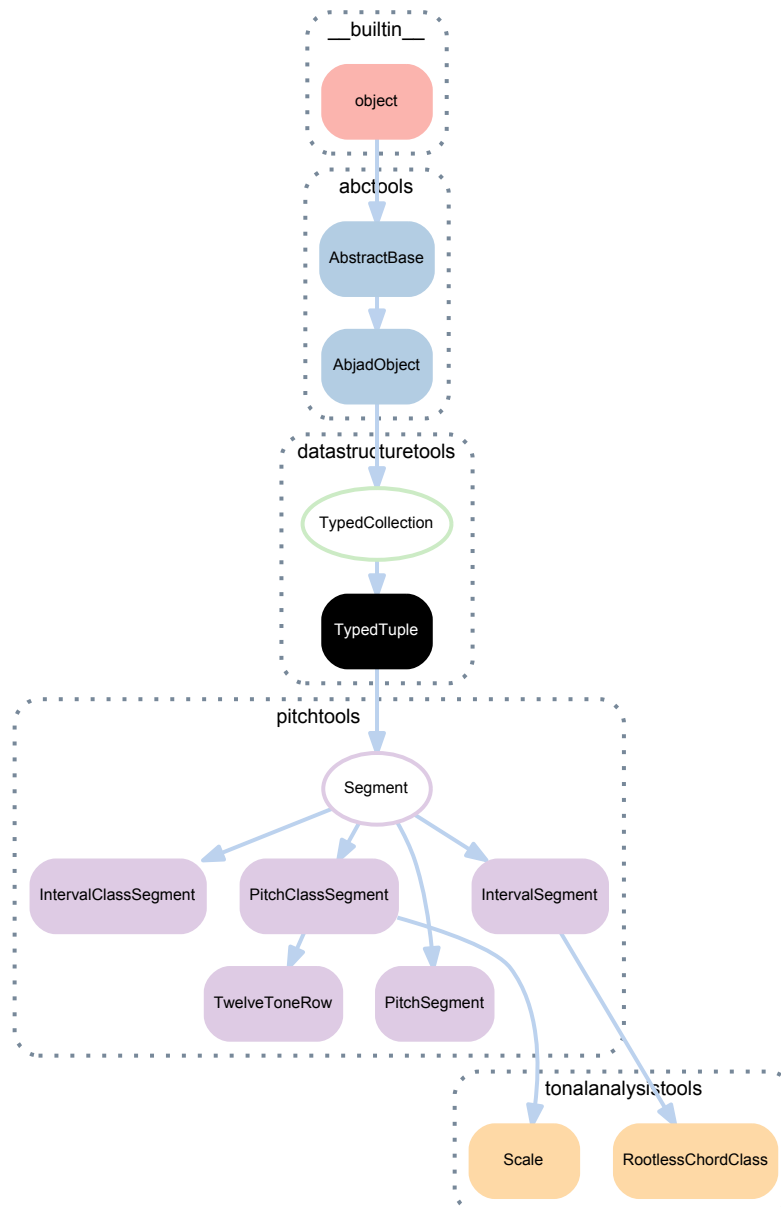 __builtin__
object
abctools
AbstractBase
AbjadObject
datastructuretools
TypedCollection
TypedTuple
pitchtools
Segment
IntervalClassSegment
PitchClassSegment
IntervalSegment
TwelveToneRow
PitchSegment
tonalanalysistools
Scale
RootlessChordClass